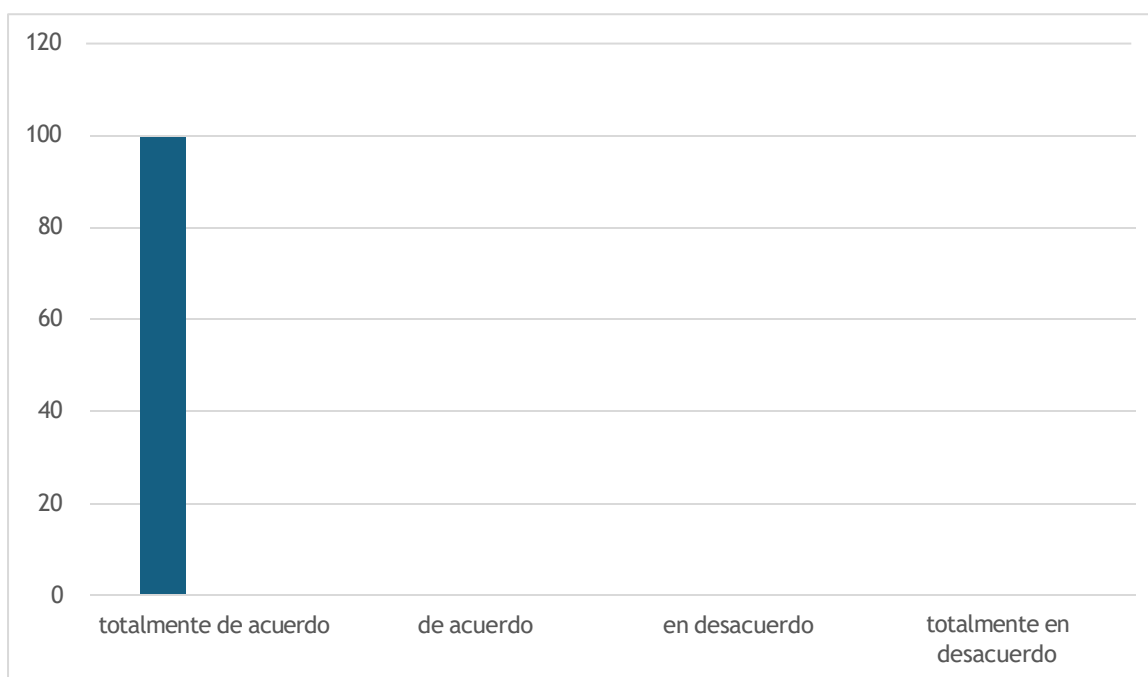 120
100
80
60
40
20
0
totalmente de acuerdo
de acuerdo
en desacuerdo
totalmente en
desacuerdo